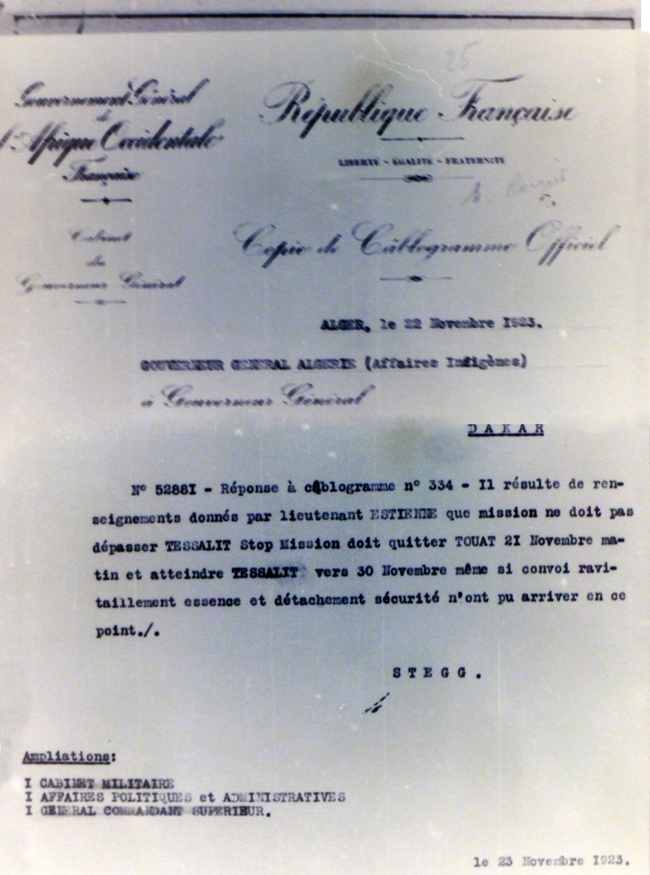 Gouvernement Général
de
l'Afrique Occidentale
Française
Cabinet
du
Gouverneur Général
25
République Française
LIBERTÉ - ÉGALITÉ - FRATERNITÉ
Copie de Câblogramme Officiel
ALGER, le 22 Novembre 1923.
GOUVERNEUR GENERAL ALGERIE (Affaires Indigènes)
à Gouverneur Général
DAKAR
N° 5288I - Réponse à câblogramme n° 334 - Il résulte de ren-
seignements donnés par lieutenant ESTIENNE que mission ne doit pas
dépasser TESSALIT Stop Mission doit quitter TOUAT 2I Novembre ma-
tin et atteindre TESSALIT vers 30 Novembre même si convoi ravi-
taillement essence et détachement sécurité n'ont pu arriver en ce
point./.
STEGG.
Ampliations:
I CABINET MILITAIRE
I AFFAIRES POLITIQUES et ADMINISTRATIVES
I GENERAL COMMANDANT SUPERIEUR.
le 23 Novembre 1923.